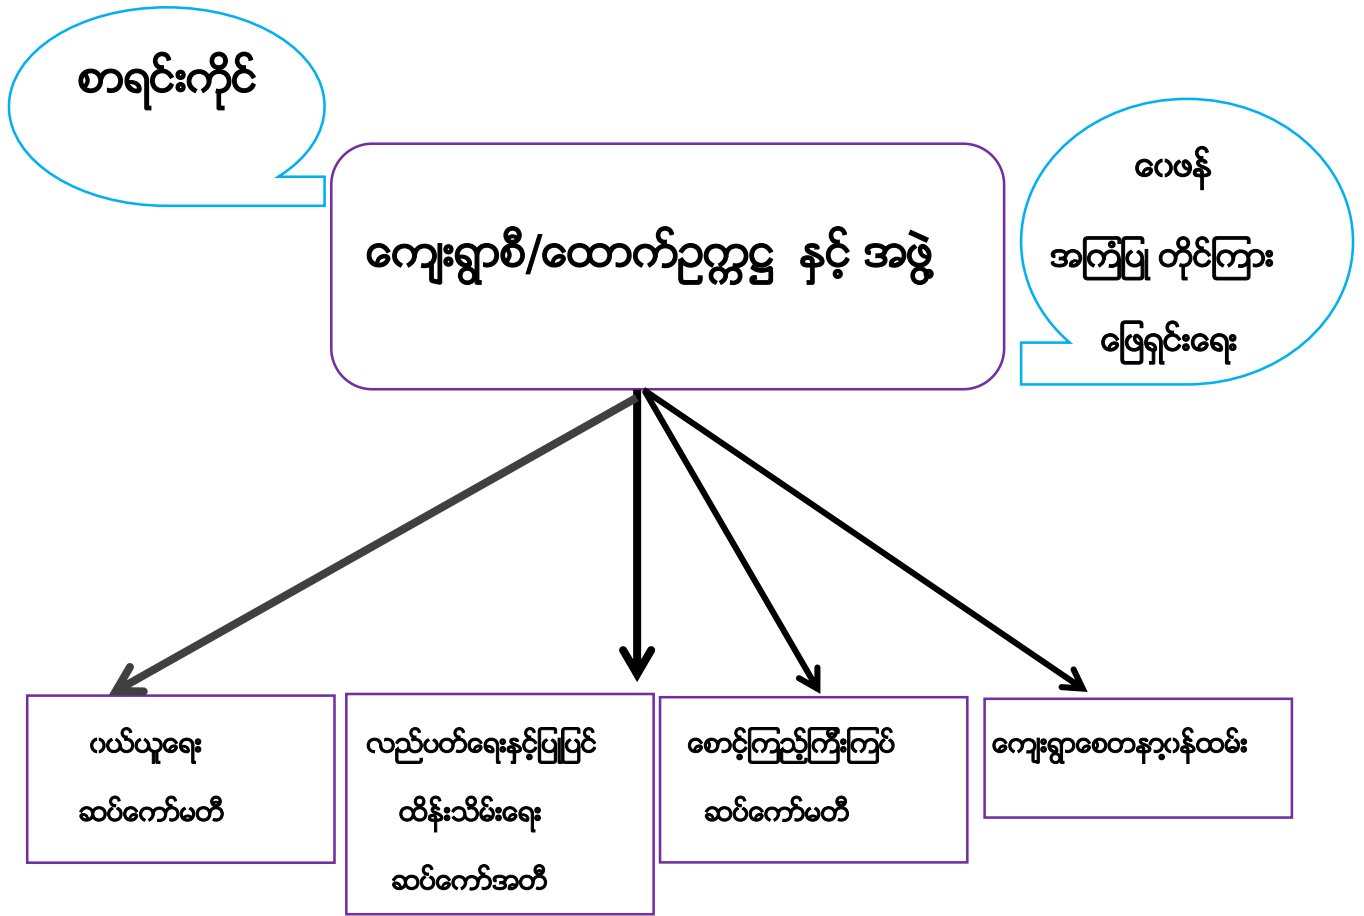 စာရင်းကိုင်
ဝေဖန်
အကြံပြု တိုင်ကြား
ဖြေရှင်းရေး
ကျေးရွာစီ/ထောက်ဥက္ကဋ္ဌ နှင့် အဖွဲ့
ဝယ်ယူရေး
ဆပ်ကော်မတီ
လည်ပတ်ရေးနှင့်ပြုပြင်
ထိန်းသိမ်းရေး
ဆပ်ကော်အတီ
စောင့်ကြည့်ကြီးကြပ်
ဆပ်ကော်မတီ
ကျေးရွာစေတနာ့ဝန်ထမ်း